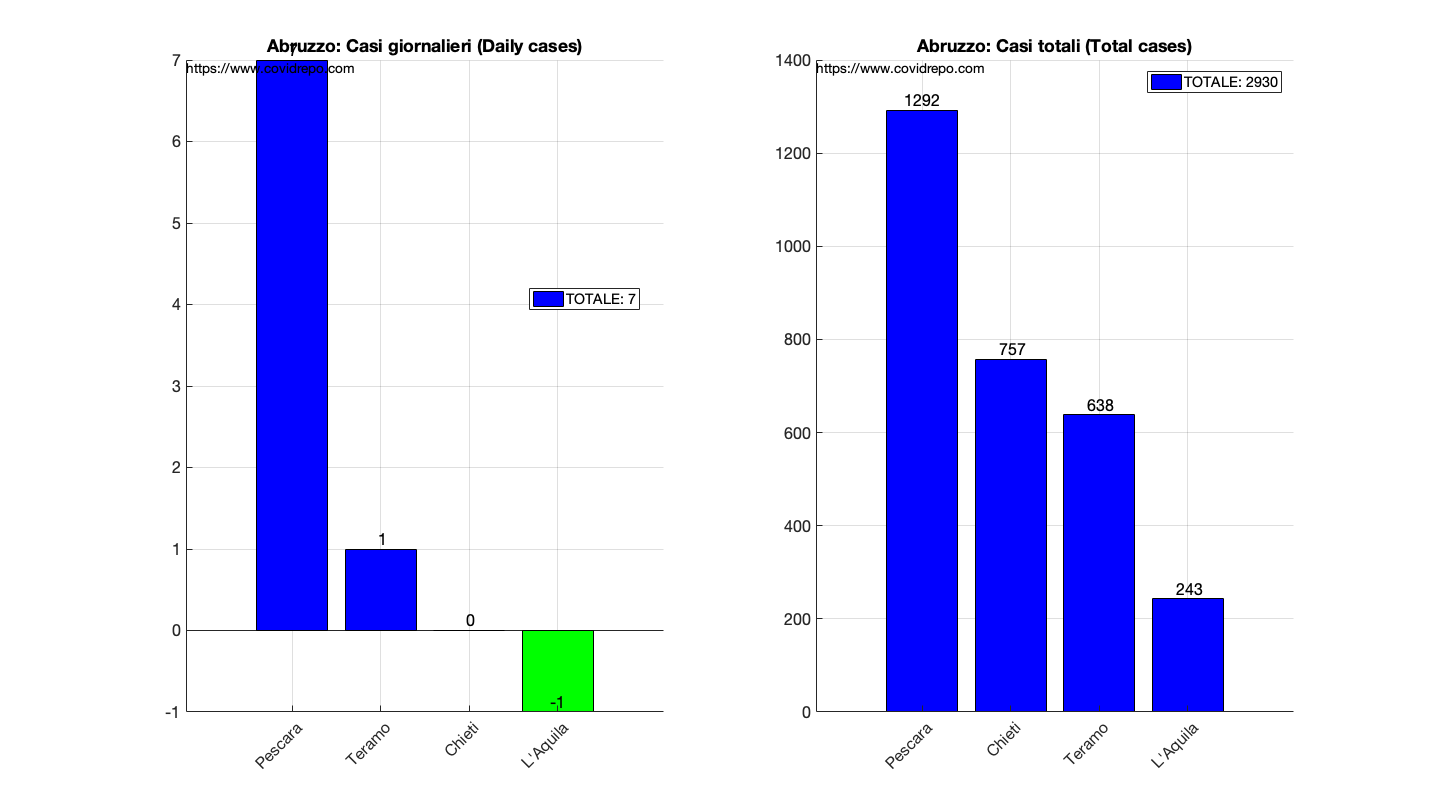 Abruzzo: Casi giornalieri (Daily cases)
7
https://www.covidrepo.com
7
6
5
4
3
2
1
0
-1
1
0
-1
TOTALE: 7
Pescara
Teramo
Chieti
L'Aquila
Abruzzo: Casi totali (Total cases)
https://www.covidrepo.com
TOTALE: 2930
1400
1200
1000
800
600
400
200
0
1292
757
638
243
Pescara
Chieti
Teramo
L'Aquila